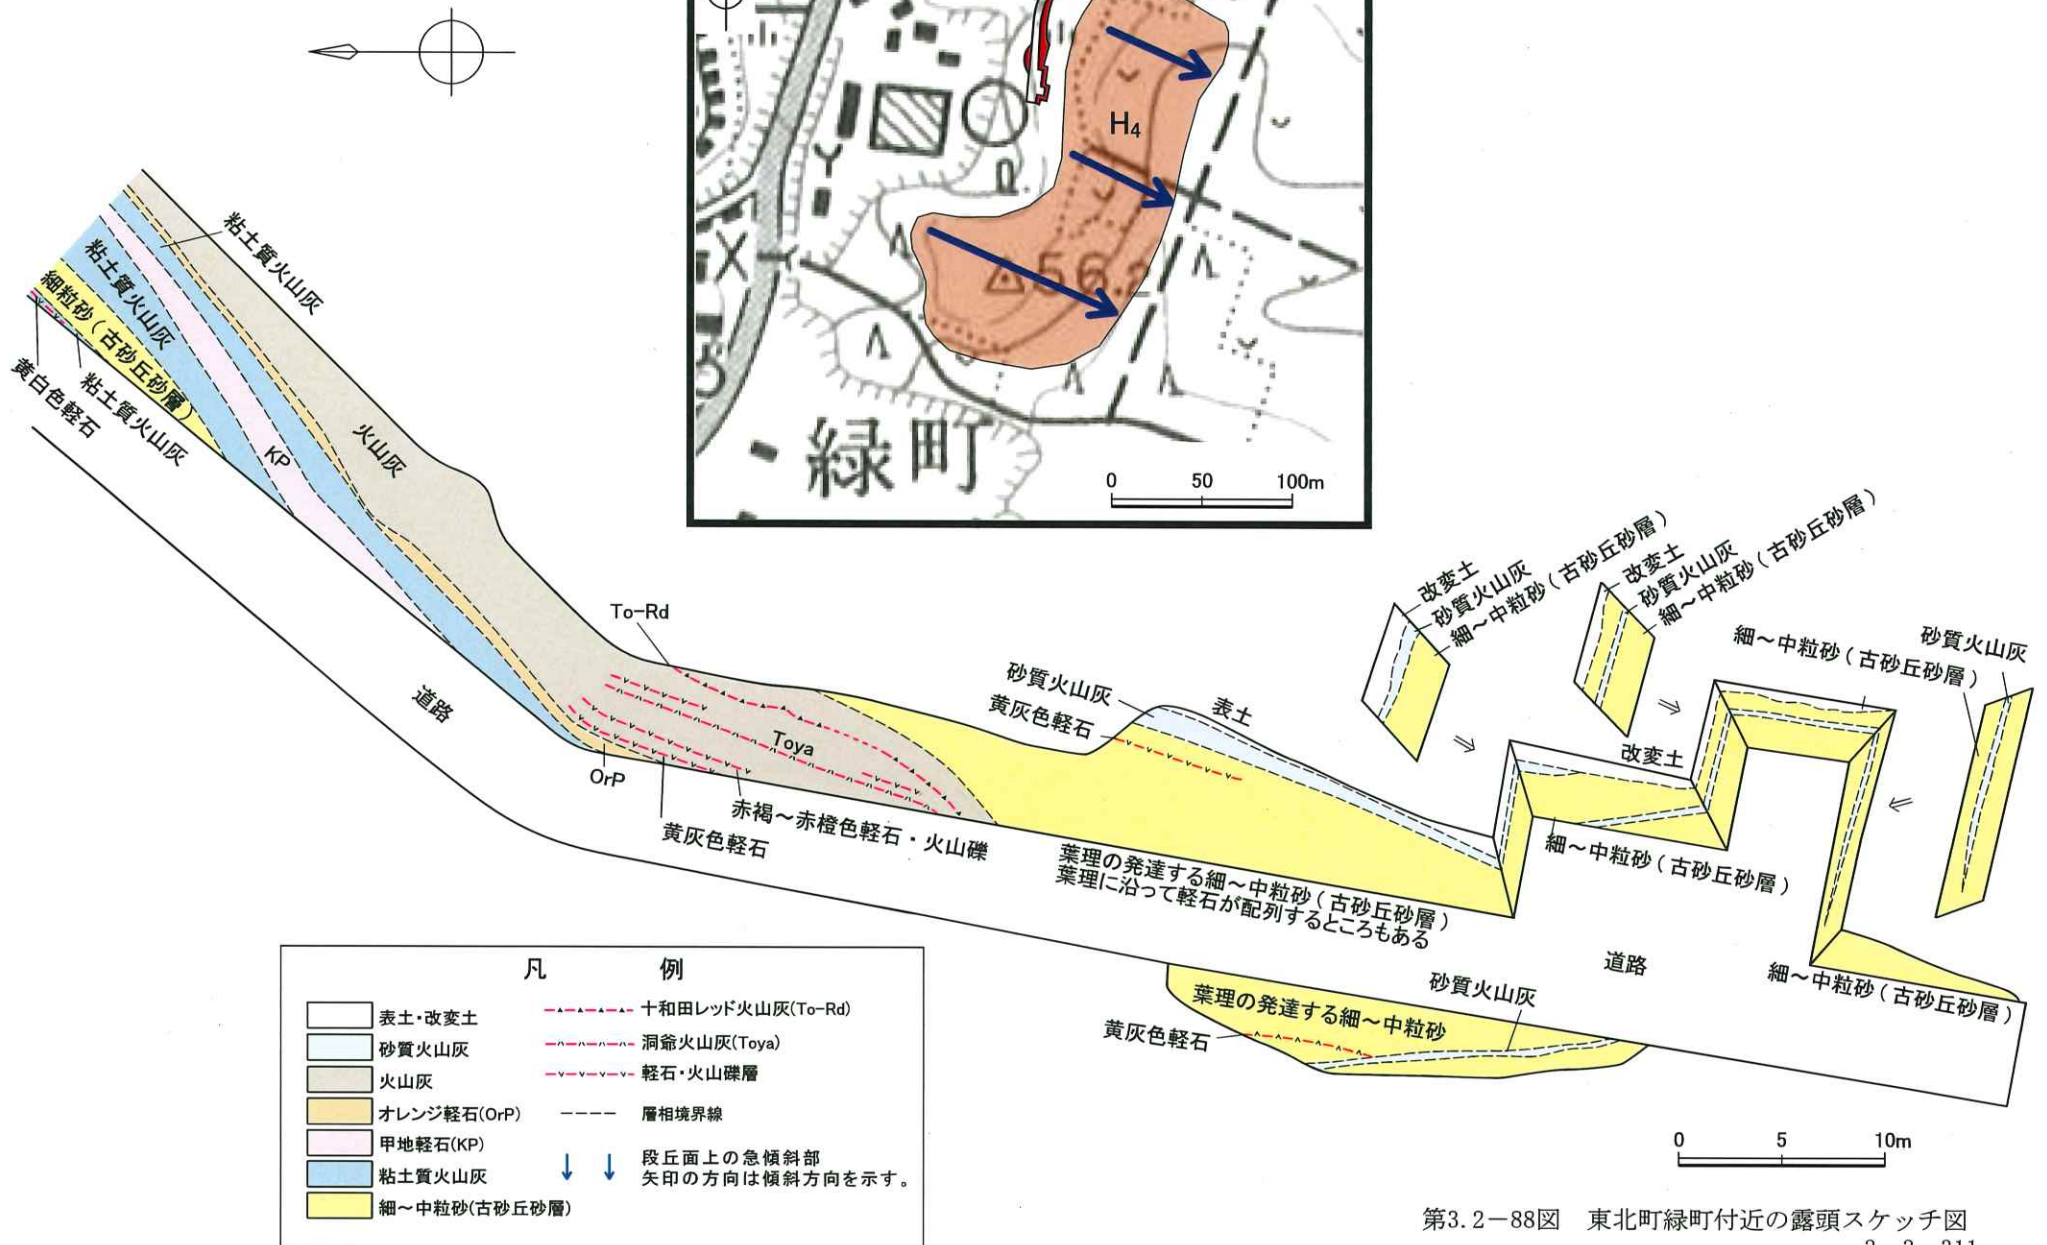 H4
△56.2
緑町
0 50 100m
粘土質火山灰
粘土質火山灰
細粒砂(古砂丘砂層)
粘土質火山灰
黄白色軽石
KP
火山灰
道路
To-Rd
Toya
OrP
黄灰色軽石
赤褐～赤橙色軽石・火山礫
砂質火山灰
黄灰色軽石
表土
葉理の発達する細～中粒砂(古砂丘砂層)
葉理に沿って軽石が配列するところもある
改変土
砂質火山灰
細～中粒砂(古砂丘砂層)
改変土
砂質火山灰
細～中粒砂(古砂丘砂層)
細～中粒砂(古砂丘砂層)
砂質火山灰
改変土
細～中粒砂(古砂丘砂層)
道路
細～中粒砂(古砂丘砂層)
葉理の発達する細～中粒砂
砂質火山灰
黄灰色軽石
凡 例
表土・改変土
砂質火山灰
火山灰
オレンジ軽石(OrP)
甲地軽石(KP)
粘土質火山灰
細～中粒砂(古砂丘砂層)
十和田レッド火山灰(To-Rd)
洞爺火山灰(Toya)
軽石・火山礫層
層相境界線
段丘面上の急傾斜部
矢印の方向は傾斜方向を示す。
0 5 10m
第3.2－88図 東北町緑町付近の露頭スケッチ図